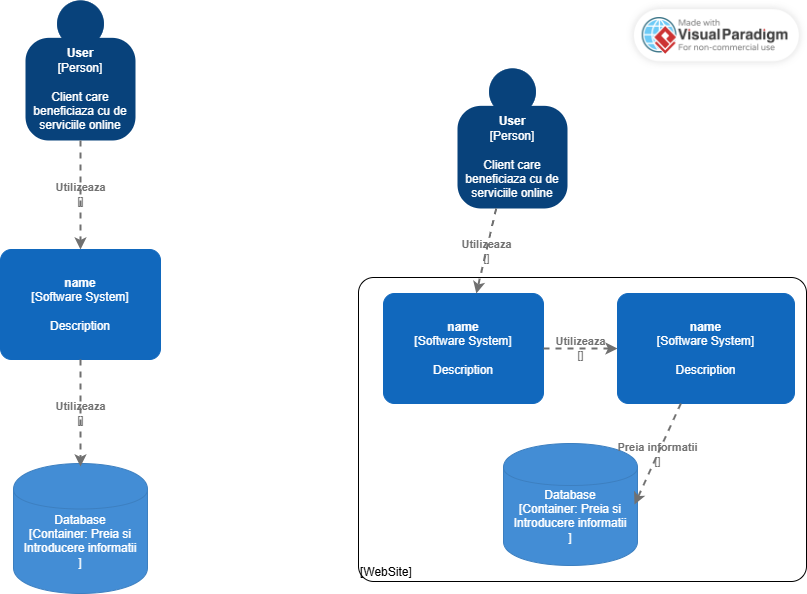 Made with
Visual Paradigm
For non-commercial use
User
[Person]
Client care
beneficiaza cu de
serviciile online
Utilizeaza
[]
name
[Software System]
Description
Utilizeaza
[]
Database
[Container: Preia si
Introducere informatii
]
User
[Person]
Client care
beneficiaza cu de
serviciile online
Utilizeaza
[]
name
[Software System]
Description
Utilizeaza
[]
name
[Software System]
Description
Preia informatii
[]
Database
[Container: Preia si
Introducere informatii
]
[WebSite]